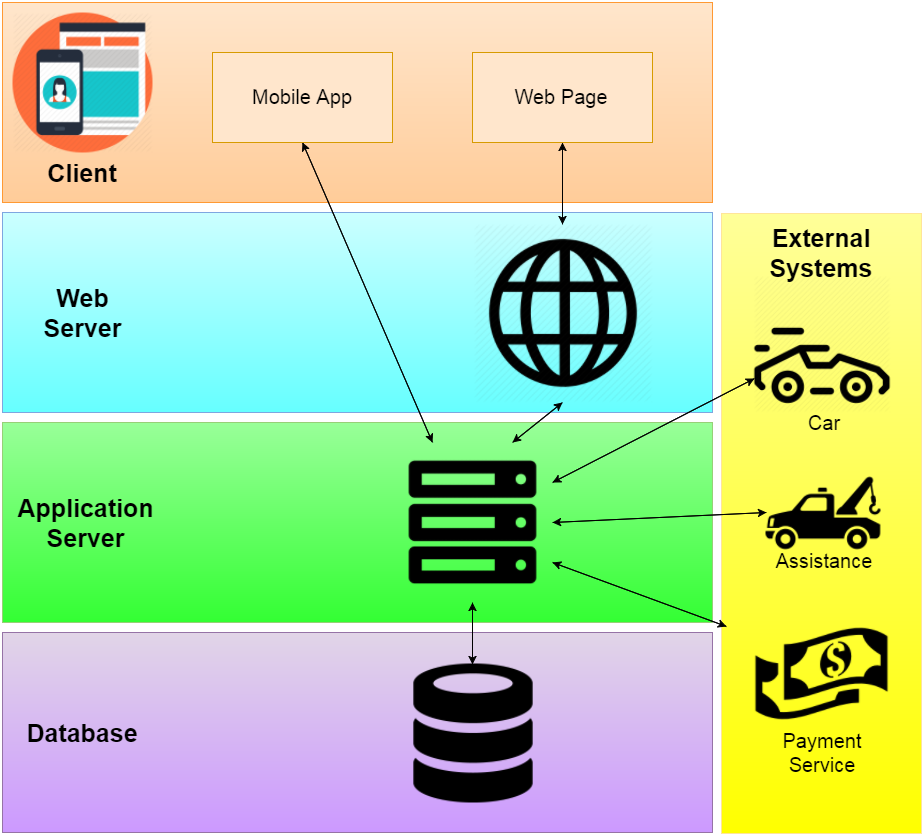 Mobile App
Web Page
Client
External
Systems
Web
Server
Car
Application
Server
Assistance
Database
Payment
Service